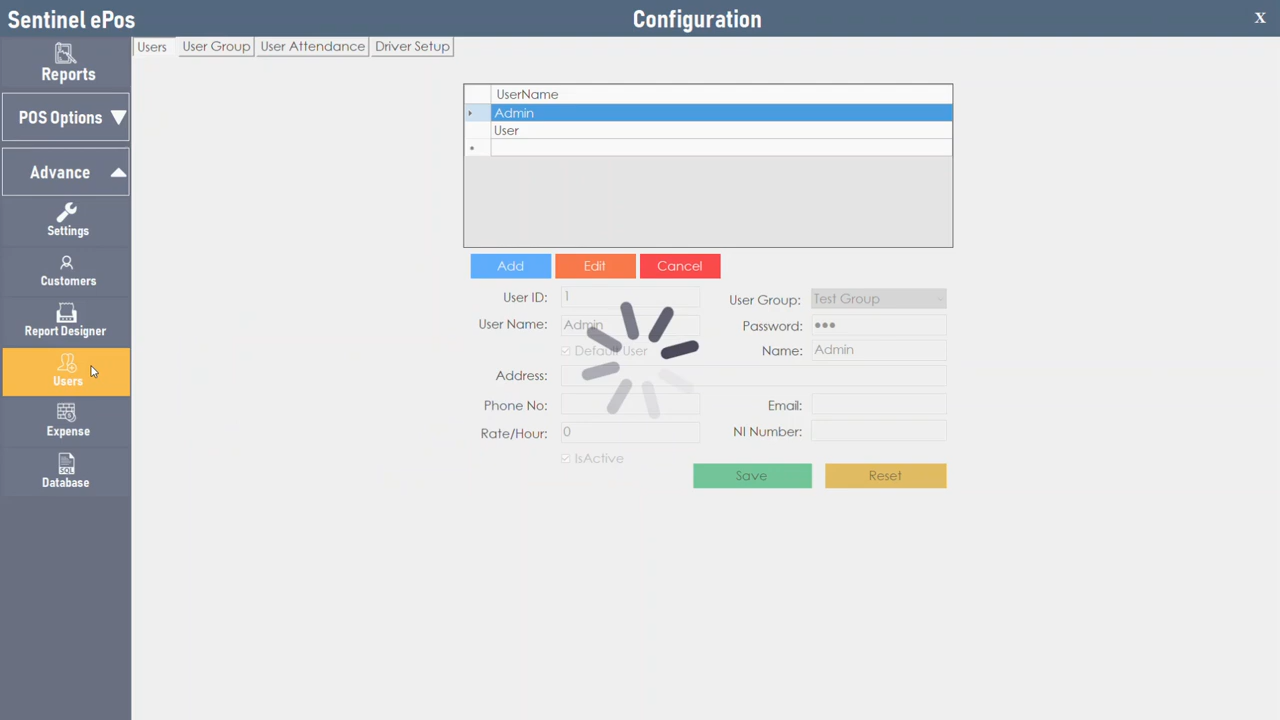 Sentinel ePos
Configuration
X
Reports
POS Options
Advance
Settings
Customers
Report Designer
Users
Expense
SQL
Database
Users
User Group
User Attendance
Driver Setup
UserName
Admin
User
Add
Edit
Cancel
User ID: 1
User Group: Test Group
User Name: Admin
Password: •••
Default User
Name: Admin
Address:
Phone No:
Email:
Rate/Hour: 0
NI Number:
IsActive
Save
Reset